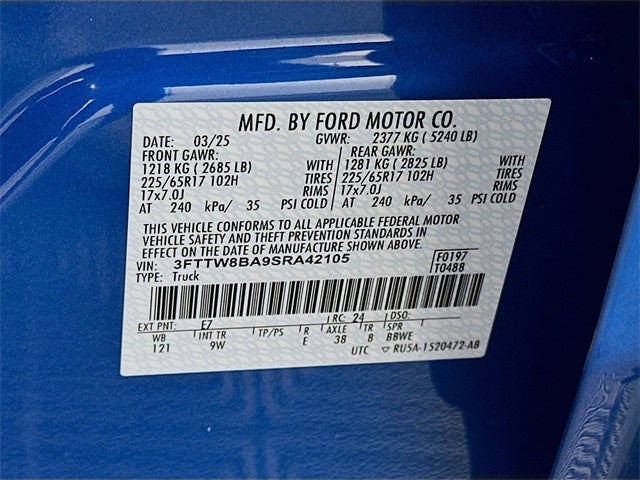 MFD. BY FORD MOTOR CO.
DATE: 03/25 GVWR: 2377 KG ( 5240 LB)
FRONT GAWR: REAR GAWR:
1218 KG ( 2685 LB) WITH 1281 KG ( 2825 LB) WITH
225/65R17 102H TIRES 225/65R17 102H TIRES
17x7.0J RIMS 17x7.0J RIMS
AT 240 kPa/ 35 PSI COLD AT 240 kPa/ 35 PSI COLD
THIS VEHICLE CONFORMS TO ALL APPLICABLE FEDERAL MOTOR
VEHICLE SAFETY AND THEFT PREVENTION STANDARDS IN
EFFECT ON THE DATE OF MANUFACTURE SHOWN ABOVE.
VIN: 3FTTW8BA9SRA42105 F0197
TYPE: Truck T0488
EXT PNT: E7 RC: 24 DSO:
WB INT TR TP/PS R AXLE TR SPR
121 9W E 38 8 BBWE
UTC ▽ RU5A-1520472-AB